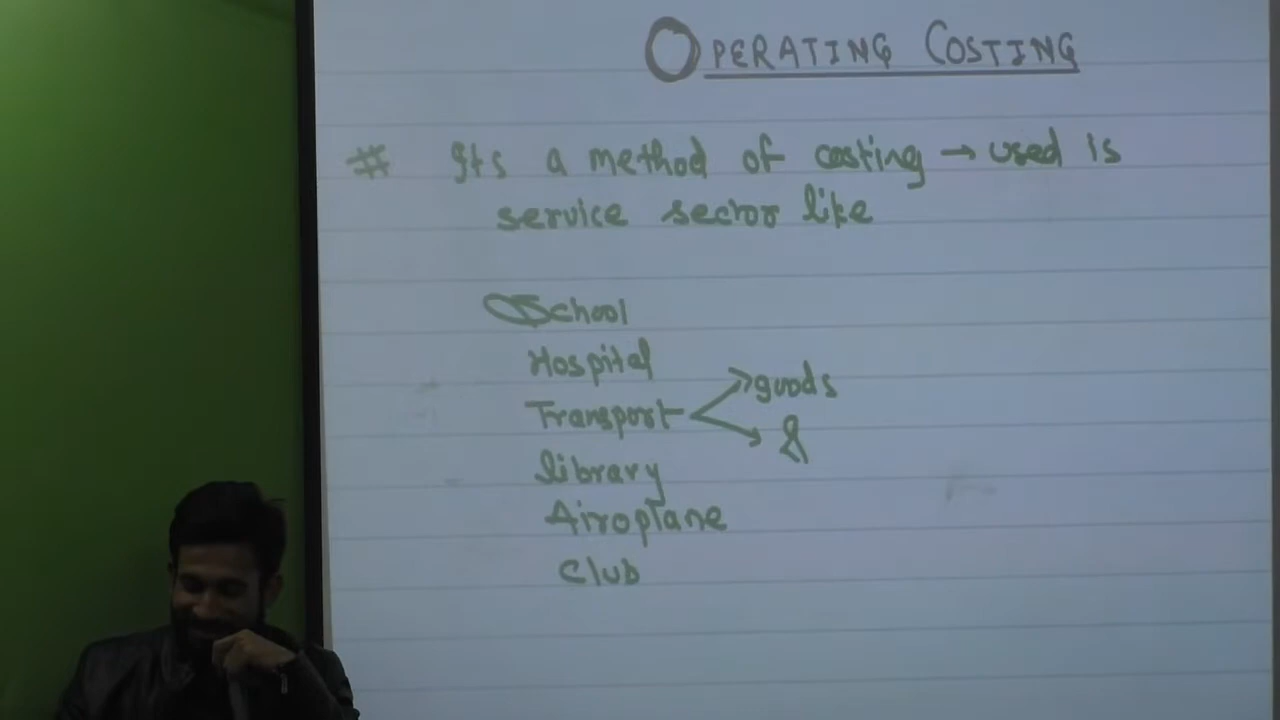 OPERATING COSTING
# Its a method of costing → used is
service sector like
School
Hospital
Transport → goods
library
Airoplane
Club